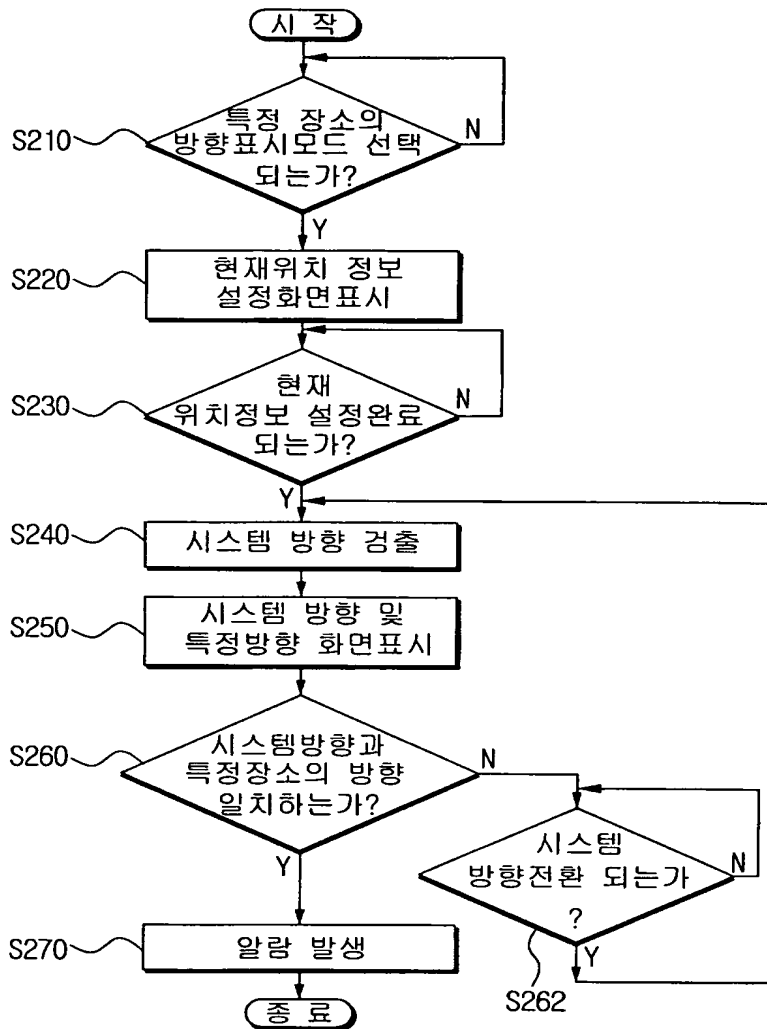 시 작
특정 장소의
방향표시모드 선택
되는가?
S210
N
Y
현재위치 정보
설정화면표시
S220
현재
위치정보 설정완료
되는가?
S230
N
Y
시스템 방향 검출
S240
시스템 방향 및
특정방향 화면표시
S250
시스템방향과
특정장소의 방향
일치하는가?
S260
N
Y
시스템
방향전환 되는가
?
N
Y
S262
알람 발생
S270
종 료